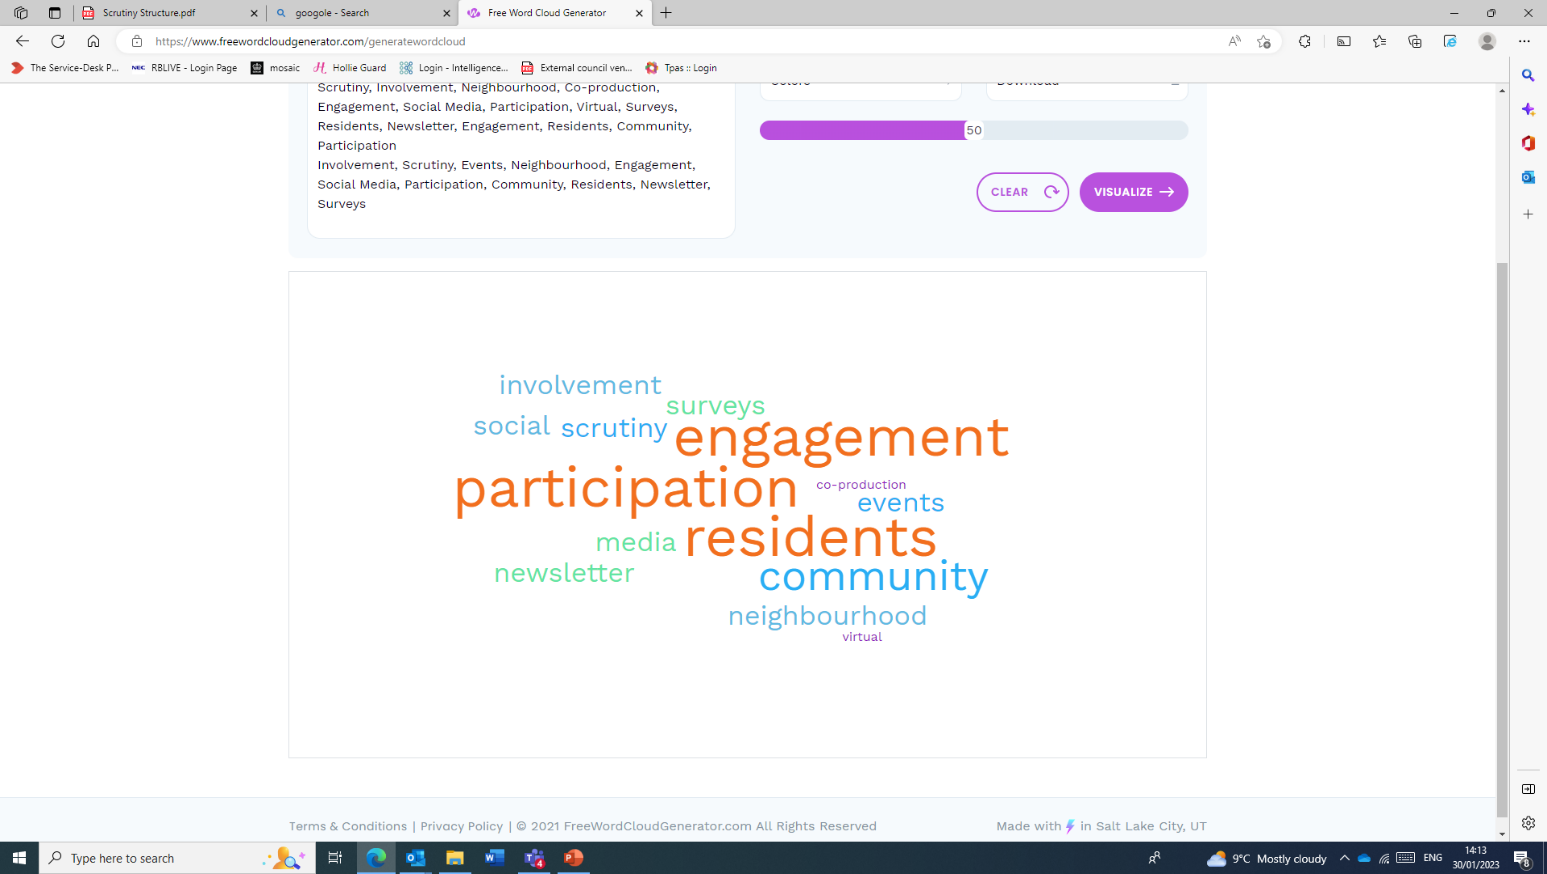 Scrutiny Structure.pdf
googole - Search
Free Word Cloud Generator
https://www.freewordcloudgenerator.com/generatewordcloud
The Service-Desk P...
NEC RBLIVE - Login Page
mosaic
Hollie Guard
Login - Intelligence...
External council ven...
Tpas :: Login
Scrutiny, Involvement, Neighbourhood, Co-production,
Engagement, Social Media, Participation, Virtual, Surveys,
Residents, Newsletter, Engagement, Residents, Community,
Participation
Involvement, Scrutiny, Events, Neighbourhood, Engagement,
Social Media, Participation, Community, Residents, Newsletter,
Surveys
50
CLEAR
VISUALIZE
involvement
surveys
social
scrutiny
engagement
participation
co-production
events
media
residents
newsletter
community
neighbourhood
virtual
Terms & Conditions | Privacy Policy | © 2021 FreeWordCloudGenerator.com All Rights Reserved
Made with in Salt Lake City, UT
Type here to search
4
9°C Mostly cloudy
ENG
14:13
30/01/2023
8